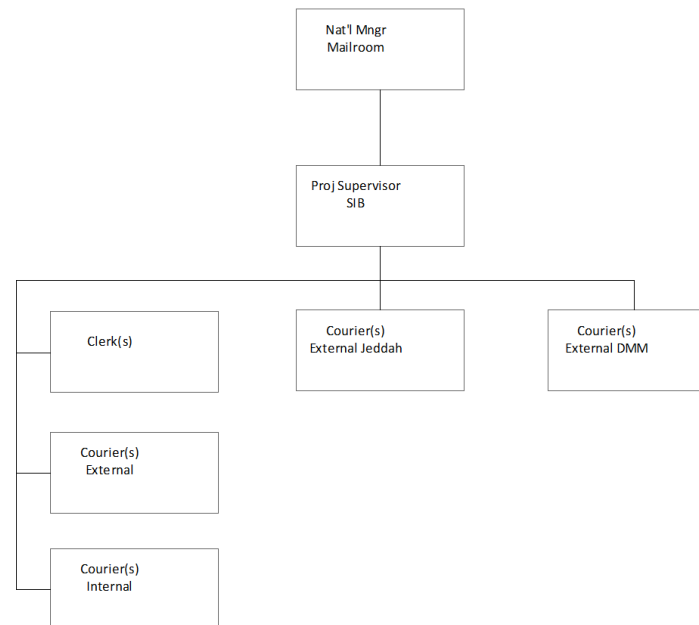 Nat'l Mngr
Mailroom
Proj Supervisor
SIB
Clerk(s)
Courier(s)
External Jeddah
Courier(s)
External DMM
Courier(s)
External
Courier(s)
Internal